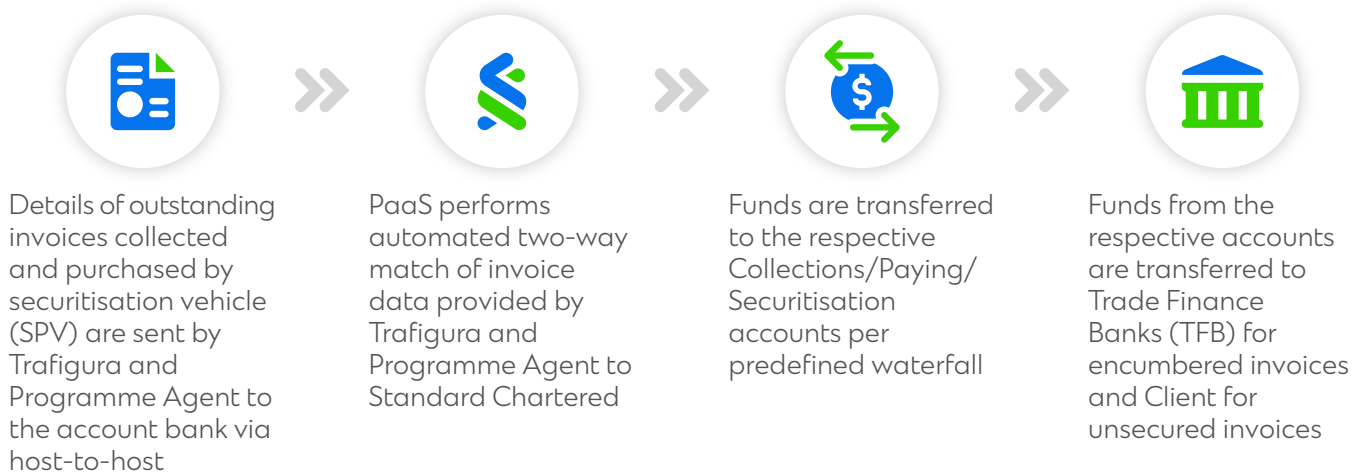 $
Details of outstanding
invoices collected
and purchased by
securitisation vehicle
(SPV) are sent by
Trafigura and
Programme Agent to
the account bank via
host-to-host
PaaS performs
automated two-way
match of invoice
data provided by
Trafigura and
Programme Agent to
Standard Chartered
Funds are transferred
to the respective
Collections/Paying/
Securitisation
accounts per
predefined waterfall
Funds from the
respective accounts
are transferred to
Trade Finance
Banks (TFB) for
encumbered invoices
and Client for
unsecured invoices